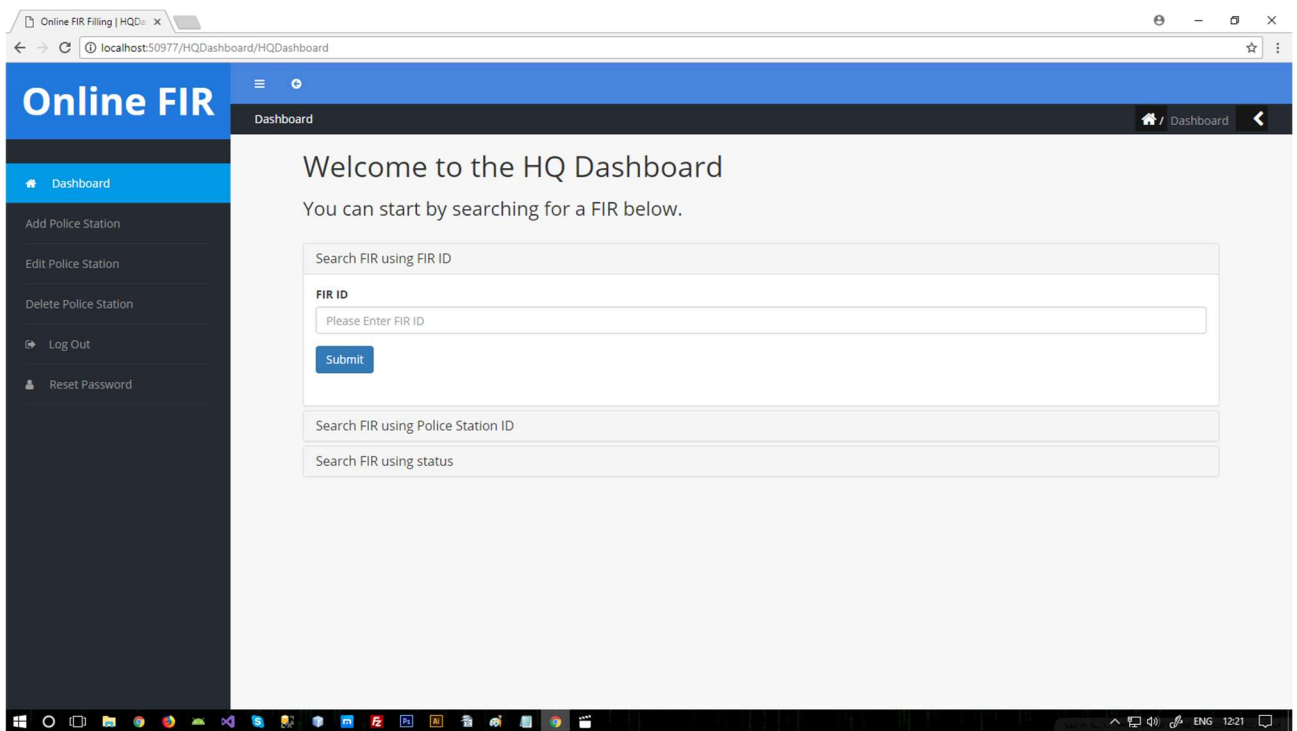 Online FIR Filling | HQDa
localhost:50977/HQDashboard/HQDashboard
Online FIR
Dashboard
/ Dashboard
Dashboard
Add Police Station
Edit Police Station
Delete Police Station
Log Out
Reset Password
Welcome to the HQ Dashboard
You can start by searching for a FIR below.
Search FIR using FIR ID
FIR ID
Please Enter FIR ID
Submit
Search FIR using Police Station ID
Search FIR using status
Ps
Ai
ENG
12:21